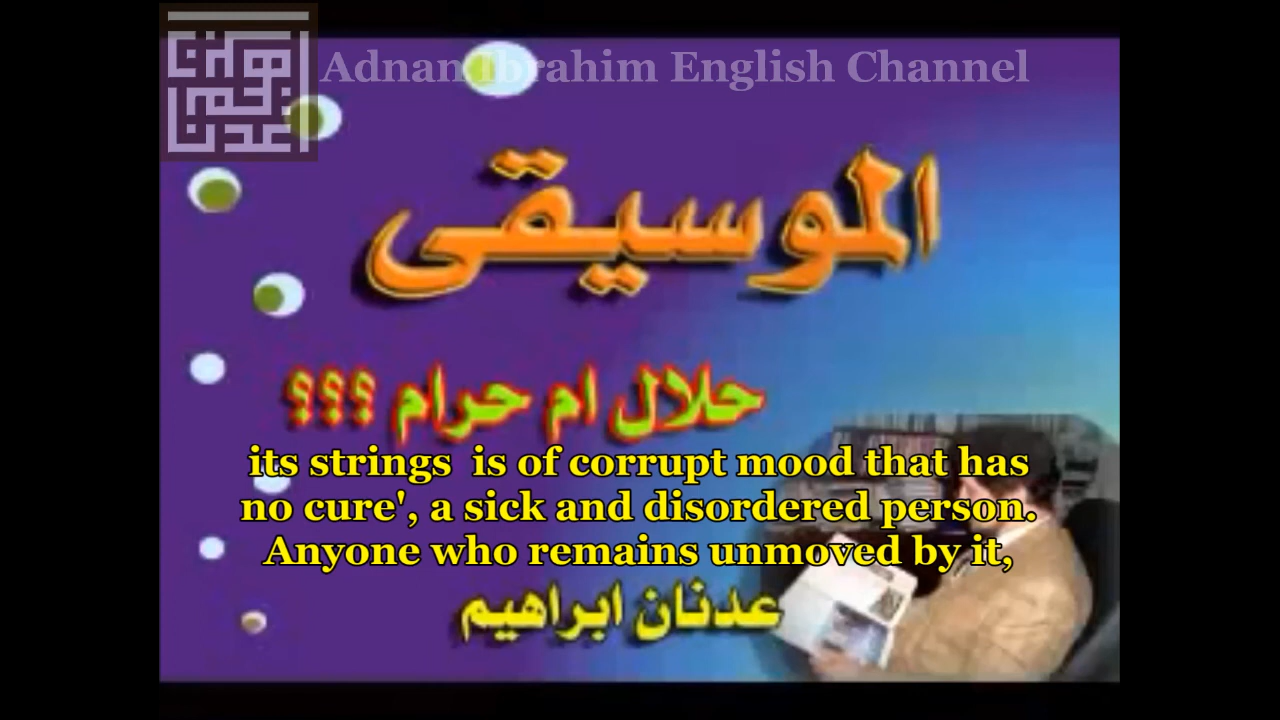 Adnan Ibrahim English Channel
الموسيقى
حلال ام حرام ؟؟؟
its strings  is of corrupt mood that has
no cure', a sick and disordered person.
Anyone who remains unmoved by it,
عدنان ابراهيم